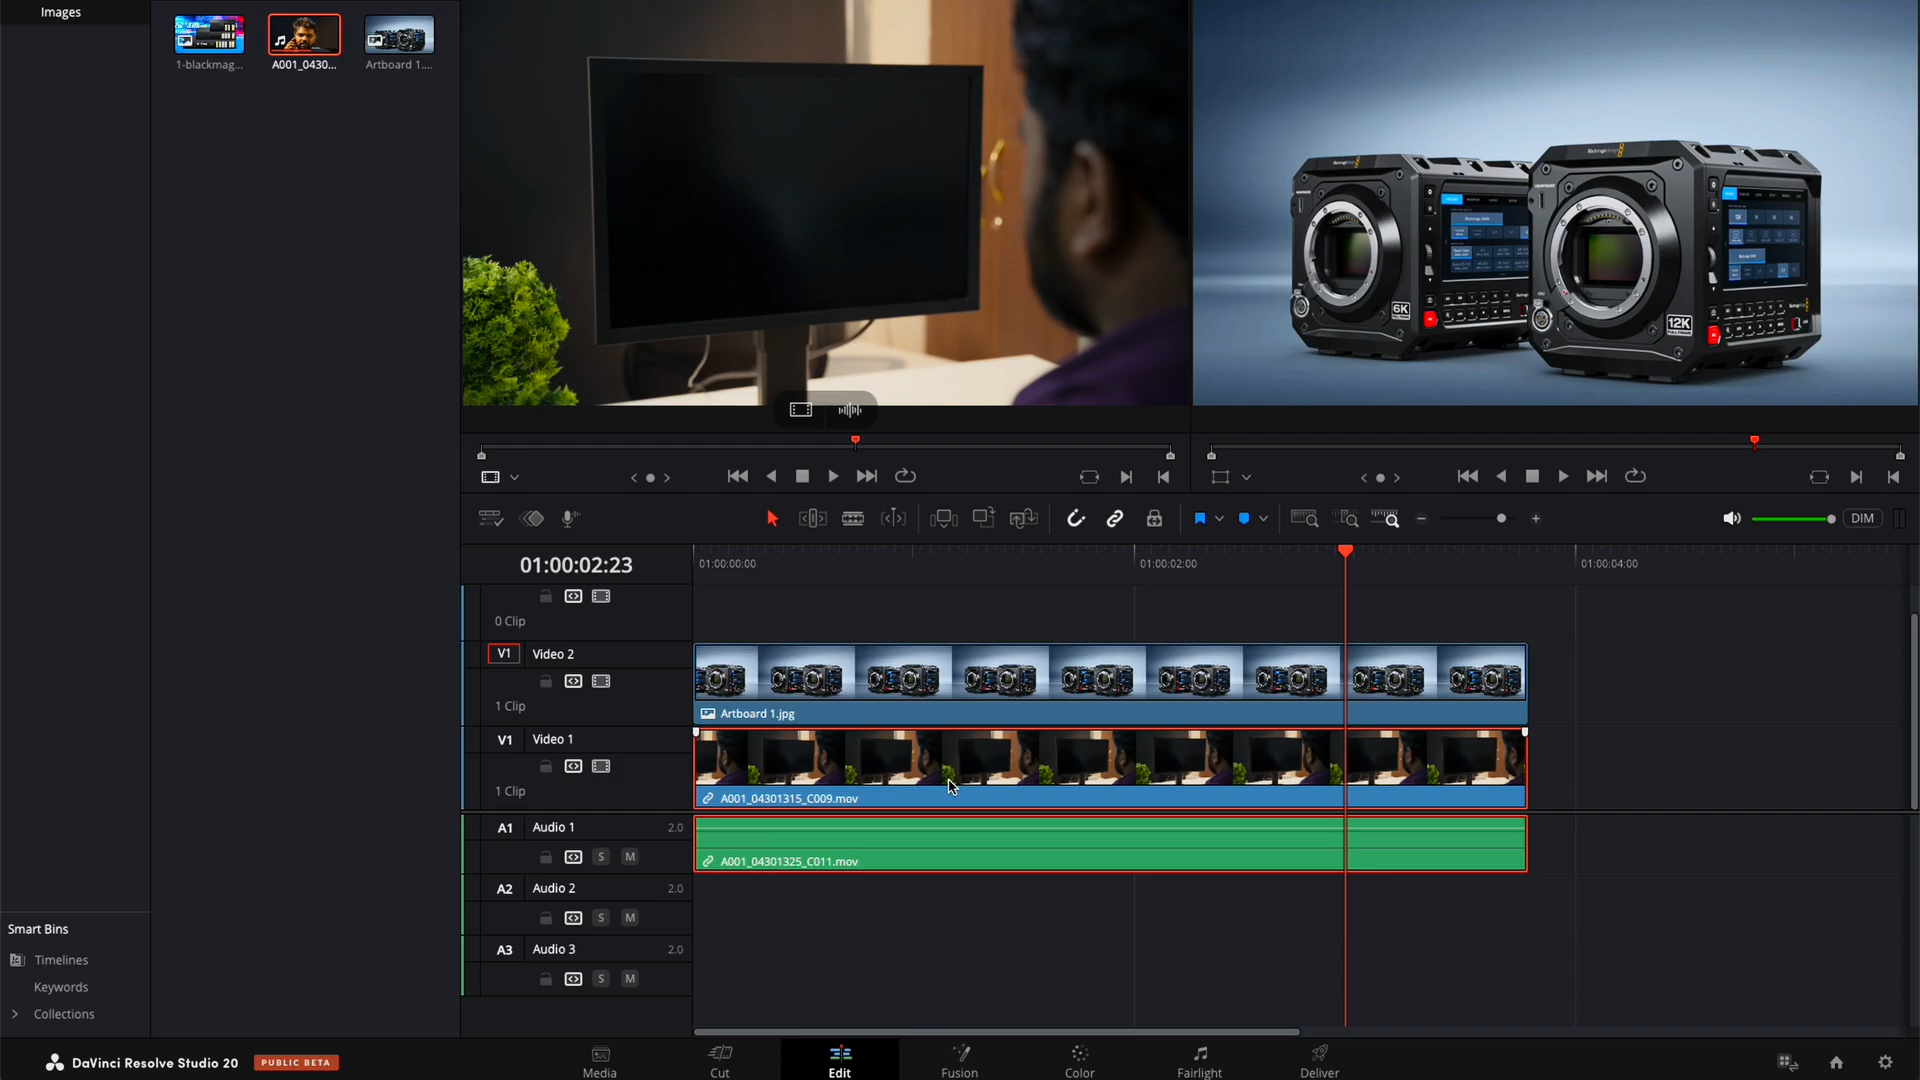 Images
1-blackmag...
A001_0430...
Artboard 1....
6K
12K
FULL FRAME
DIM
01:00:02:23
01:00:00:00
01:00:02:00
01:00:04:00
0 Clip
V1 Video 2
1 Clip
Artboard 1.jpg
V1 Video 1
1 Clip
A001_04301315_C009.mov
A1 Audio 1 2.0
S M
A001_04301325_C011.mov
A2 Audio 2 2.0
S M
A3 Audio 3 2.0
S M
Smart Bins
Timelines
Keywords
Collections
DaVinci Resolve Studio 20 PUBLIC BETA
Media
Cut
Edit
Fusion
Color
Fairlight
Deliver